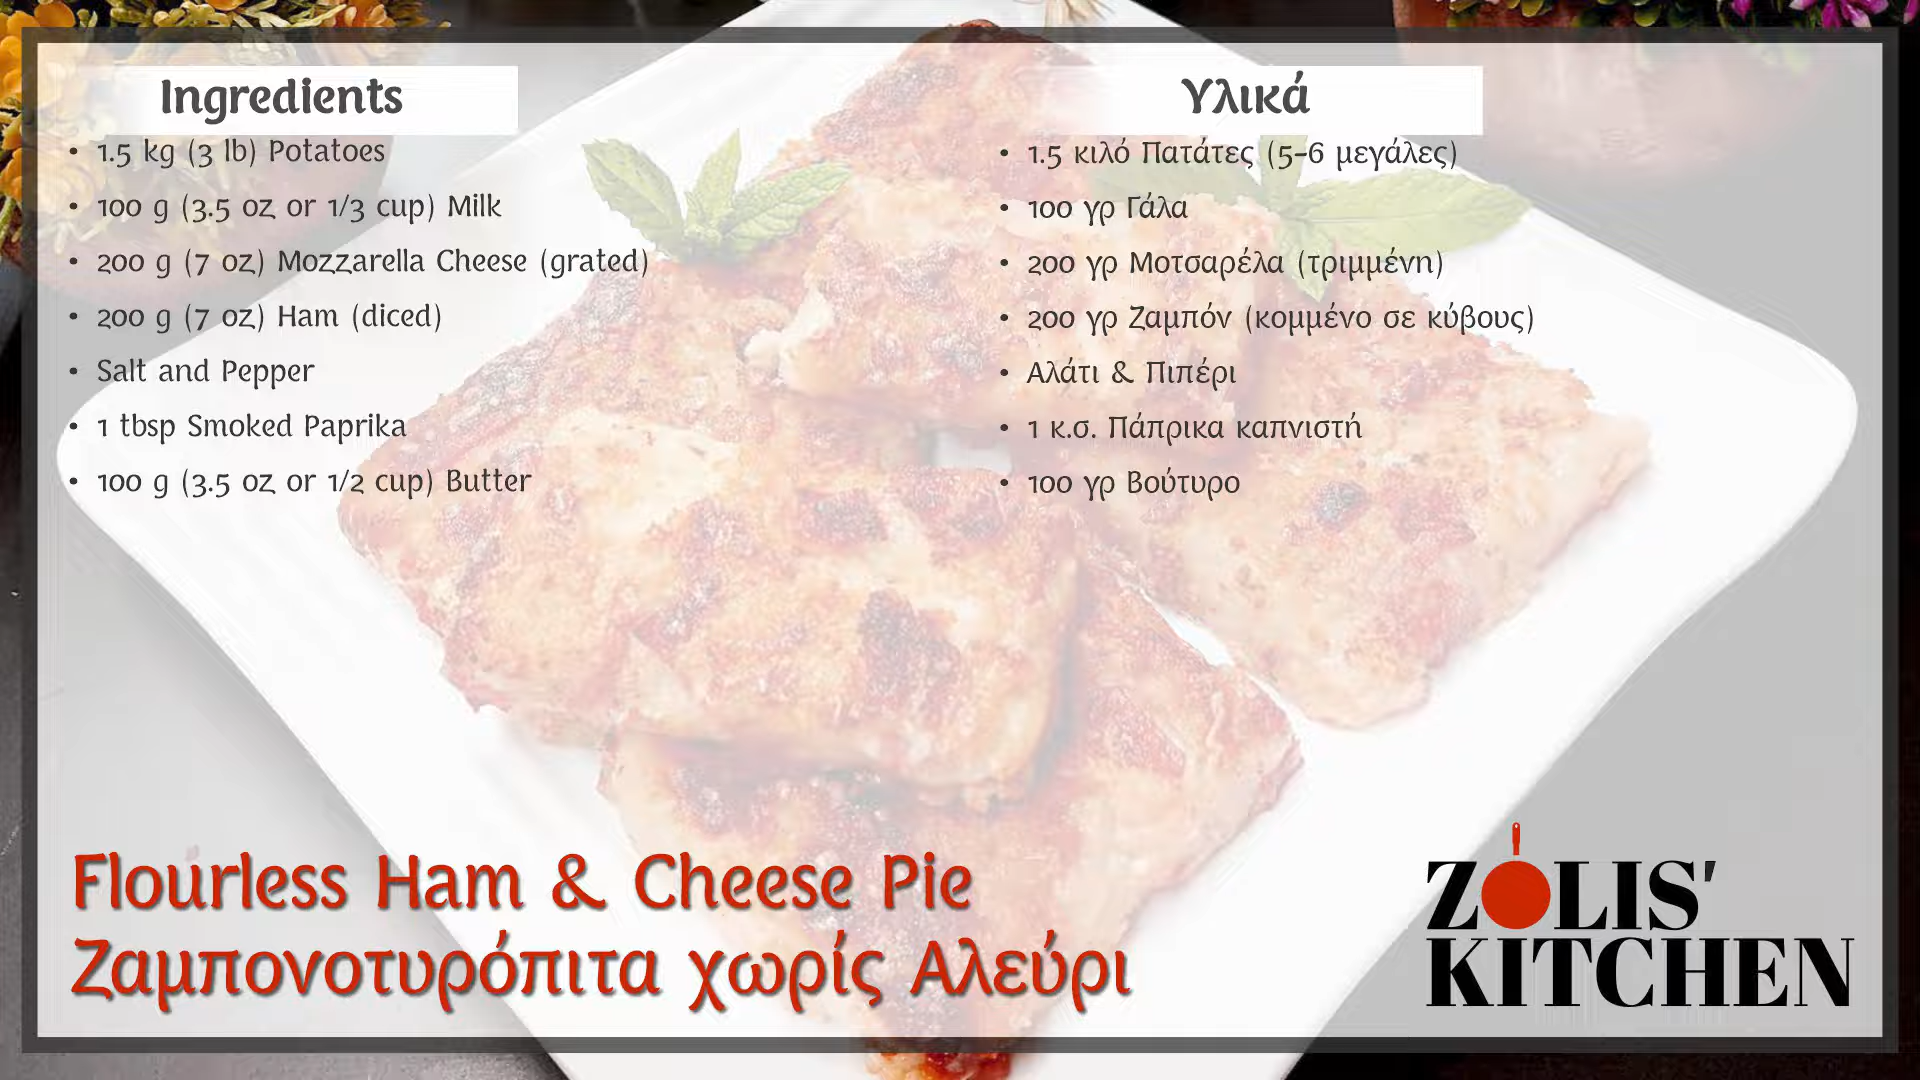 Ingredients
• 1.5 kg (3 lb) Potatoes
• 100 g (3.5 oz or 1/3 cup) Milk
• 200 g (7 oz) Mozzarella Cheese (grated)
• 200 g (7 oz) Ham (diced)
• Salt and Pepper
• 1 tbsp Smoked Paprika
• 100 g (3.5 oz or 1/2 cup) Butter
Υλικά
• 1.5 κιλό Πατάτες (5-6 μεγάλες)
• 100 γρ Γάλα
• 200 γρ Μοτσαρέλα (τριμμένη)
• 200 γρ Ζαμπόν (κομμένο σε κύβους)
• Αλάτι & Πιπέρι
• 1 κ.σ. Πάπρικα καπνιστή
• 100 γρ Βούτυρο
Flourless Ham & Cheese Pie
Ζαμπονοτυρόπιτα χωρίς Αλεύρι
ZOLIS'
KITCHEN